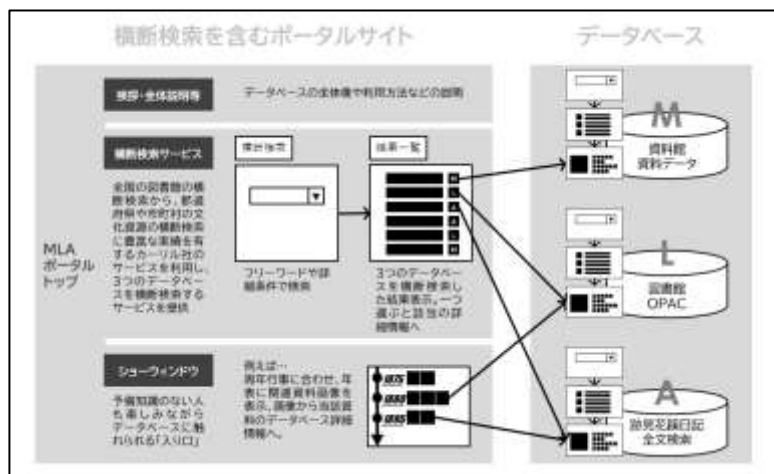 横断検索を含むポータルサイト
データベース
MLA
ポータル
トップ
挨拶・全体説明等
データベースの全体像や利用方法などの説明
横断検索サービス
全国の図書館の横
断検索から、都道
府県や市町村の文
化資源の横断検索
に豊富な実績を有
するカーリル社の
サービスを利用し、
3つのデータベー
スを横断検索する
サービスを提供
横断検索
フリーワードや詳
細条件で検索
結果一覧
3つのデータベー
スを横断検索し
た結果表示。一つ
選ぶと該当の詳
細情報へ
ショーウィンドウ
予備知識のない人
も楽しみながら
データベースに触
れられる「入り口」
例えば…
周年行事に合わせ、年
表に関連資料画像を
表示。画像から当該資
料のデータベース詳細
情報へ。
1875
M
資料館
資料データ
L
図書館
OPAC
A
跡見花蹊日記
全文検索